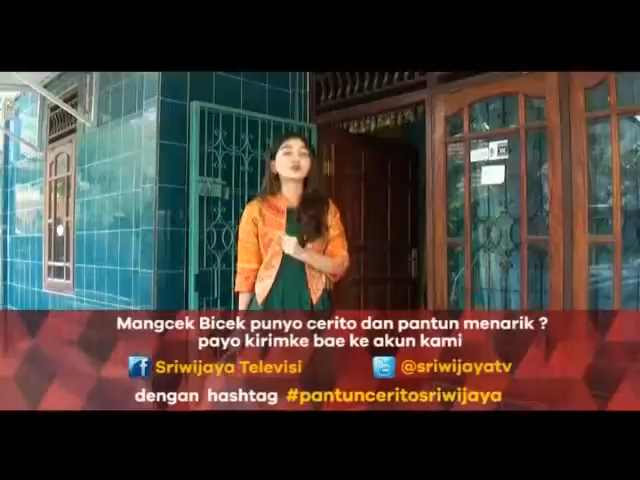 Mangcek Bicek punyo cerito dan pantun menarik ?
payo kirimke bae ke akun kami
Sriwijaya Televisi @sriwijayatv
dengan hashtag #pantunceritosriwijaya